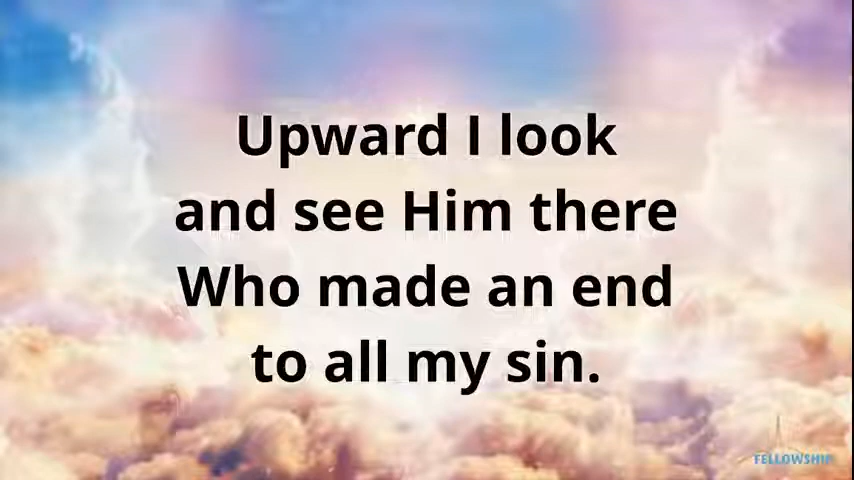 Upward I look
and see Him there
Who made an end
to all my sin.
FELLOWSHIP